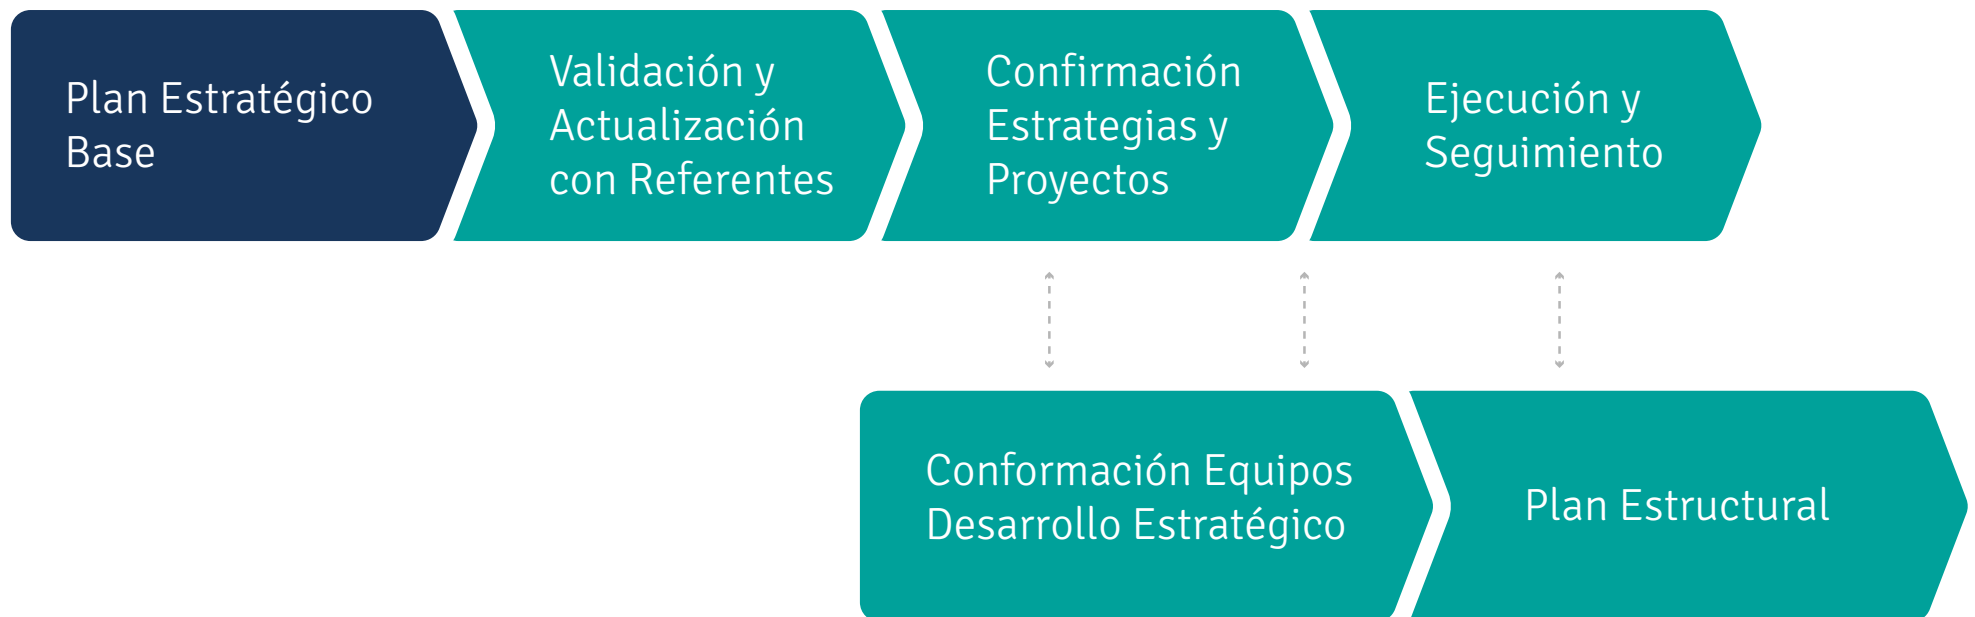 Plan Estratégico
Base
Validación y
Actualización
con Referentes
Confirmación
Estrategias y
Proyectos
Ejecución y
Seguimiento
Conformación Equipos
Desarrollo Estratégico
Plan Estructural